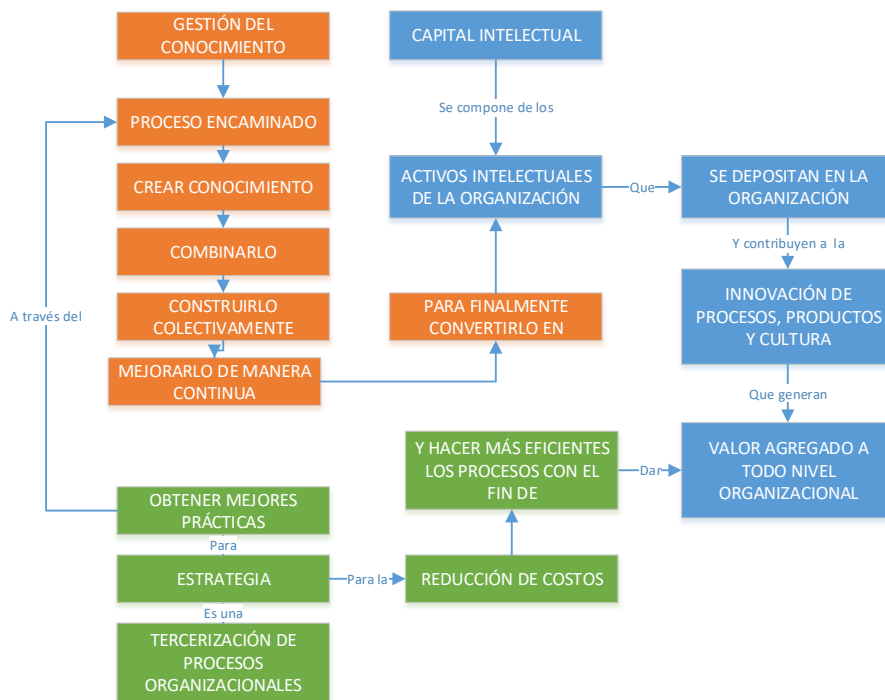 GESTIÓN DEL
CONOCIMIENTO
CAPITAL INTELECTUAL
Se compone de los
PROCESO ENCAMINADO
CREAR CONOCIMIENTO
ACTIVOS INTELECTUALES
DE LA ORGANIZACIÓN
Que
SE DEPOSITAN EN LA
ORGANIZACIÓN
COMBINARLO
Y contribuyen a la
A través del
CONSTRUIRLO
COLECTIVAMENTE
PARA FINALMENTE
CONVERTIRLO EN
INNOVACIÓN DE
PROCESOS, PRODUCTOS
Y CULTURA
MEJORARLO DE MANERA
CONTINUA
Que generan
Y HACER MÁS EFICIENTES
LOS PROCESOS CON EL
FIN DE
Dar
VALOR AGREGADO A
TODO NIVEL
ORGANIZACIONAL
OBTENER MEJORES
PRÁCTICAS
Para
ESTRATEGIA
Para la
REDUCCIÓN DE COSTOS
Es una
TERCERIZACIÓN DE
PROCESOS
ORGANIZACIONALES